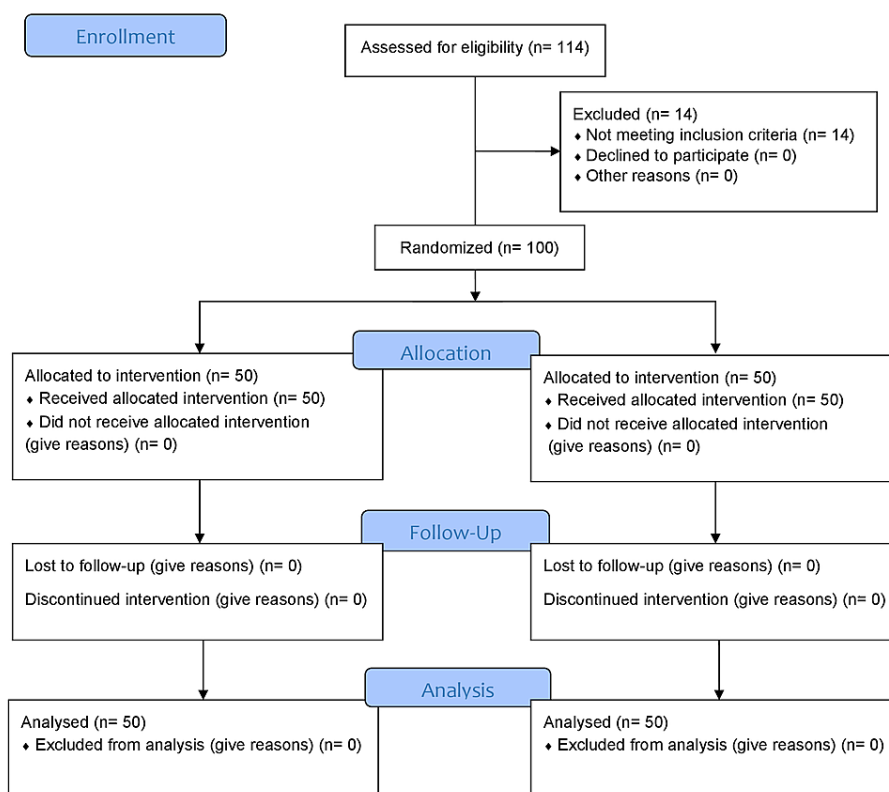 Enrollment
Assessed for eligibility (n= 114)
Excluded (n= 14)
♦ Not meeting inclusion criteria (n= 14)
♦ Declined to participate (n= 0)
♦ Other reasons (n= 0)
Randomized (n= 100)
Allocation
Allocated to intervention (n= 50)
♦ Received allocated intervention (n= 50)
♦ Did not receive allocated intervention
(give reasons) (n= 0)
Allocated to intervention (n= 50)
♦ Received allocated intervention (n= 50)
♦ Did not receive allocated intervention
(give reasons) (n= 0)
Follow-Up
Lost to follow-up (give reasons) (n= 0)
Discontinued intervention (give reasons) (n= 0)
Lost to follow-up (give reasons) (n= 0)
Discontinued intervention (give reasons) (n= 0)
Analysis
Analysed (n= 50)
♦ Excluded from analysis (give reasons) (n= 0)
Analysed (n= 50)
♦ Excluded from analysis (give reasons) (n= 0)